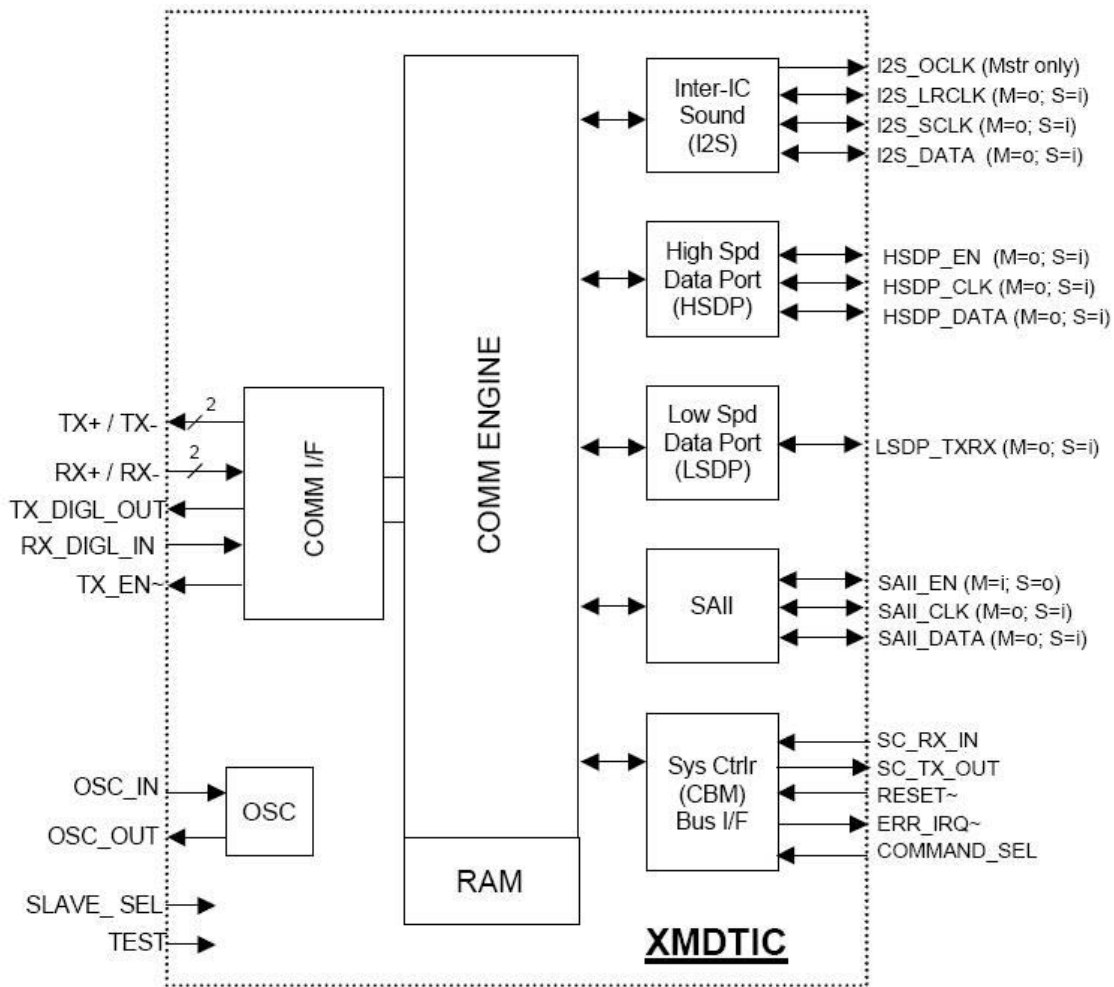 I2S_OCLK (Mstr only)
I2S_LRCLK (M=o; S=i)
I2S_SCLK (M=o; S=i)
I2S_DATA (M=o; S=i)
Inter-IC
Sound
(I2S)
High Spd
Data Port
(HSDP)
HSDP_EN (M=o; S=i)
HSDP_CLK (M=o; S=i)
HSDP_DATA (M=o; S=i)
Low Spd
Data Port
(LSDP)
LSDP_TXRX (M=o; S=i)
SAII
SAII_EN (M=i; S=o)
SAII_CLK (M=o; S=i)
SAII_DATA (M=o; S=i)
Sys Ctrlr
(CBM)
Bus I/F
SC_RX_IN
SC_TX_OUT
RESET~
ERR_IRQ~
COMMAND_SEL
COMM ENGINE
RAM
COMM I/F
2
TX+ / TX-
2
RX+ / RX-
TX_DIGL_OUT
RX_DIGL_IN
TX_EN~
OSC_IN
OSC_OUT
OSC
SLAVE_ SEL
TEST
XMDTIC